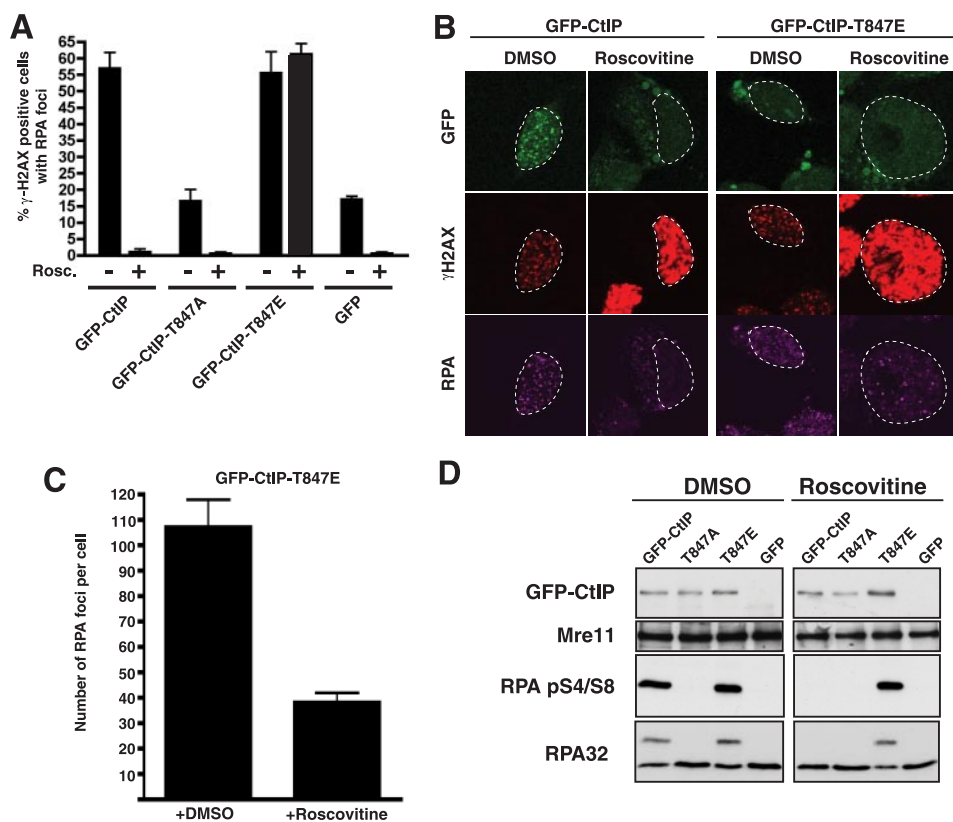 A
% γ-H2AX positive cells
with RPA foci
65
60
55
50
45
40
35
30
25
20
15
10
5
0
Rosc. - + - + - + - +
GFP-CtIP
GFP-CtIP-T847A
GFP-CtIP-T847E
GFP
B
GFP-CtIP GFP-CtIP-T847E
DMSO Roscovitine DMSO Roscovitine
GFP
γH2AX
RPA
C
GFP-CtIP-T847E
Number of RPA foci per cell
120
110
100
90
80
70
60
50
40
30
20
10
+DMSO +Roscovitine
D
DMSO Roscovitine
GFP-CtIP T847A T847E GFP GFP-CtIP T847A T847E GFP
GFP-CtIP
Mre11
RPA pS4/S8
RPA32